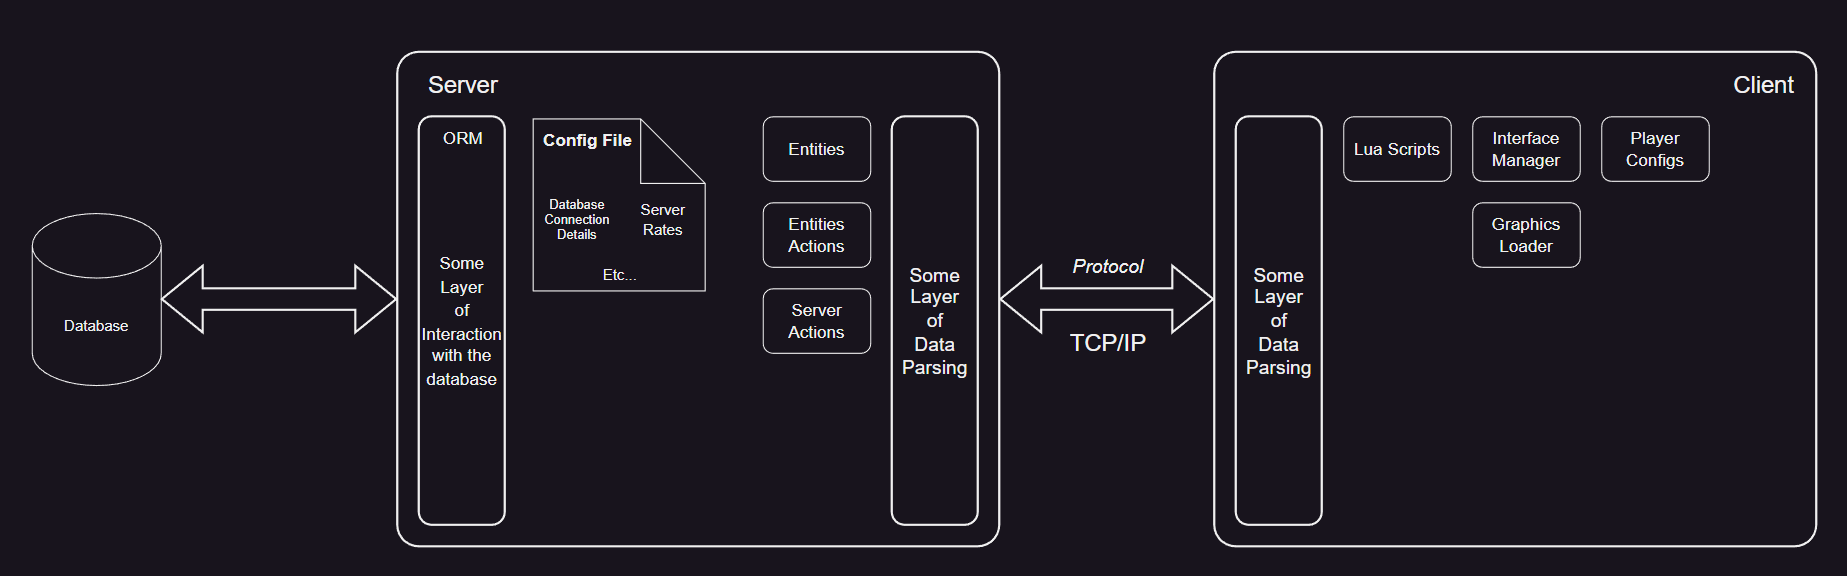 Database
Server
ORM
Some
Layer
of
Interaction
with the
database
Config File
Database
Connection
Details
Server
Rates
Etc...
Entities
Entities
Actions
Server
Actions
Some
Layer
of
Data
Parsing
Protocol
TCP/IP
Client
Some
Layer
of
Data
Parsing
Lua Scripts
Interface
Manager
Player
Configs
Graphics
Loader